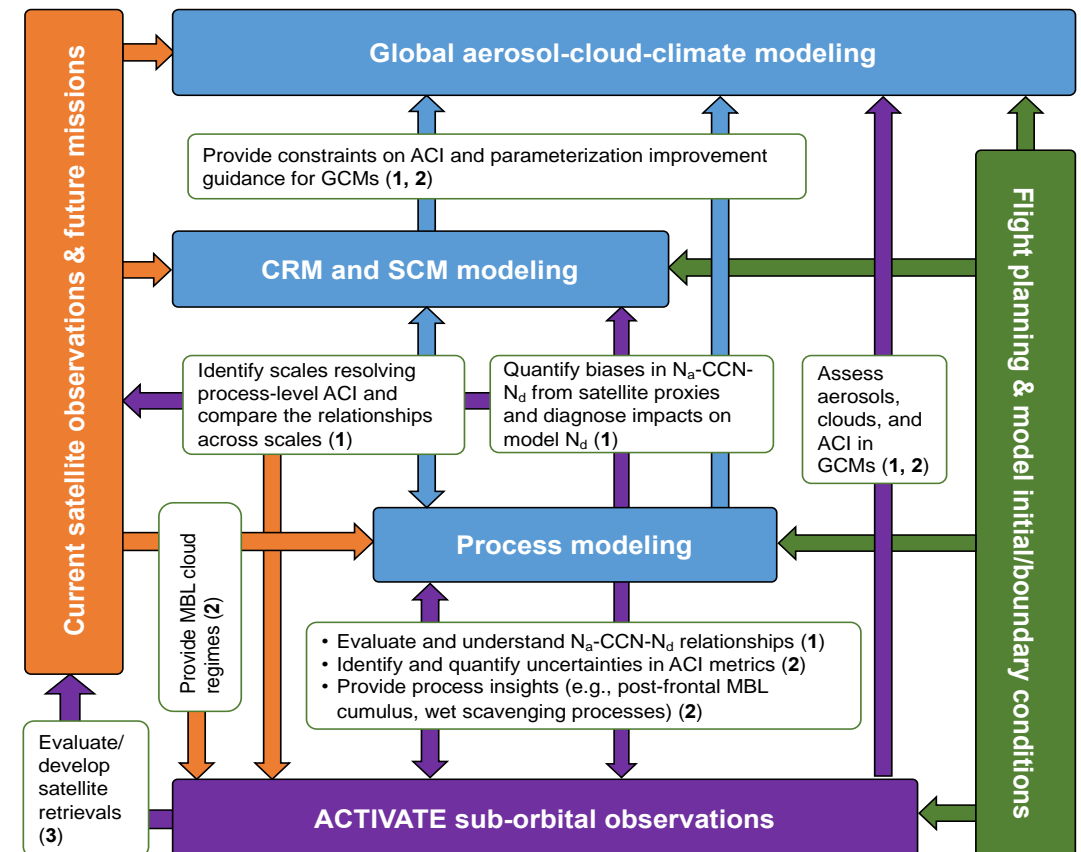 Global aerosol-cloud-climate modeling
Current satellite observations & future missions
Provide constraints on ACI and parameterization improvement
guidance for GCMs (1, 2)
Flight planning & model initial/boundary conditions
CRM and SCM modeling
Identify scales resolving
process-level ACI and
compare the relationships
across scales (1)
Quantify biases in Nₐ-CCN-
N_d from satellite proxies
and diagnose impacts on
model N_d (1)
Assess
aerosols,
clouds, and
ACI in
GCMs (1, 2)
Provide MBL cloud
regimes (2)
Process modeling
• Evaluate and understand Nₐ-CCN-N_d relationships (1)
• Identify and quantify uncertainties in ACI metrics (2)
• Provide process insights (e.g., post-frontal MBL
cumulus, wet scavenging processes) (2)
Evaluate/
develop
satellite
retrievals
(3)
ACTIVATE sub-orbital observations